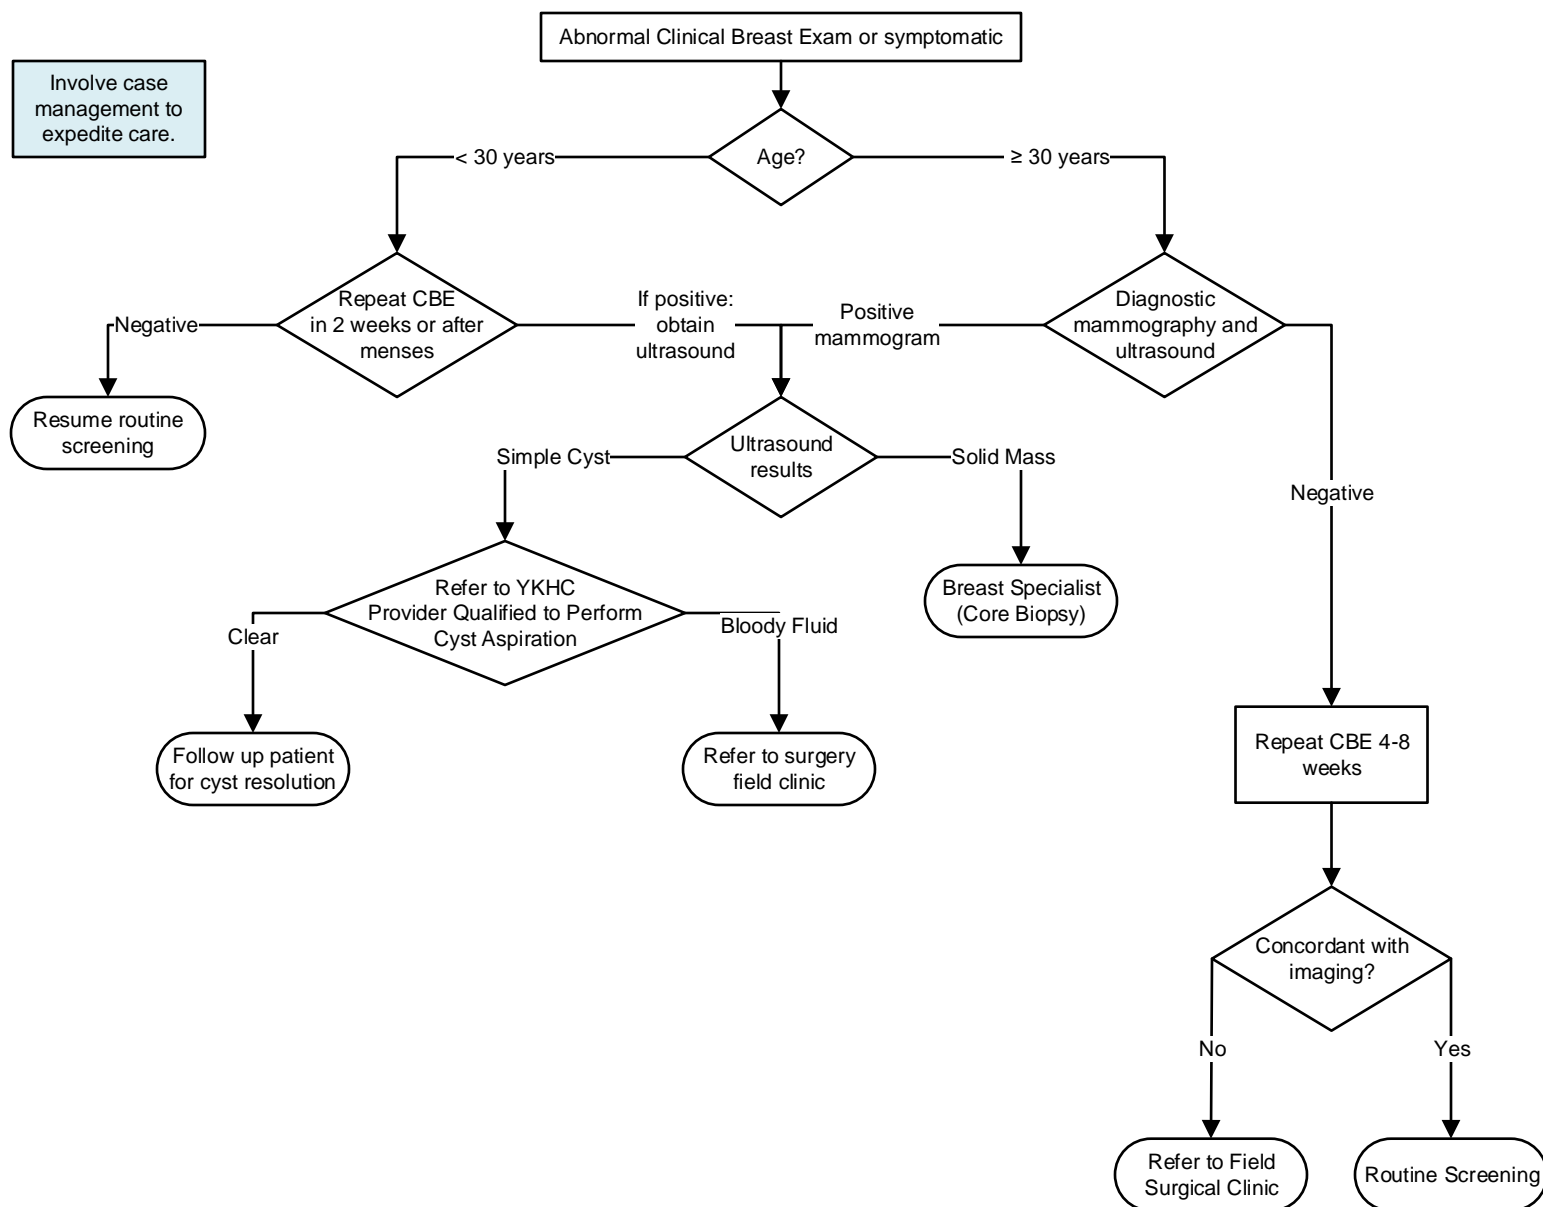 Abnormal Clinical Breast Exam or symptomatic
Involve case
management to
expedite care.
< 30 years
Age?
≥ 30 years
Negative
Repeat CBE
in 2 weeks or after
menses
If positive:
obtain
ultrasound
Positive
mammogram
Diagnostic
mammography and
ultrasound
Resume routine
screening
Simple Cyst
Ultrasound
results
Solid Mass
Negative
Clear
Refer to YKHC
Provider Qualified to Perform
Cyst Aspiration
Bloody Fluid
Breast Specialist
(Core Biopsy)
Follow up patient
for cyst resolution
Refer to surgery
field clinic
Repeat CBE 4-8
weeks
Concordant with
imaging?
No
Yes
Refer to Field
Surgical Clinic
Routine Screening